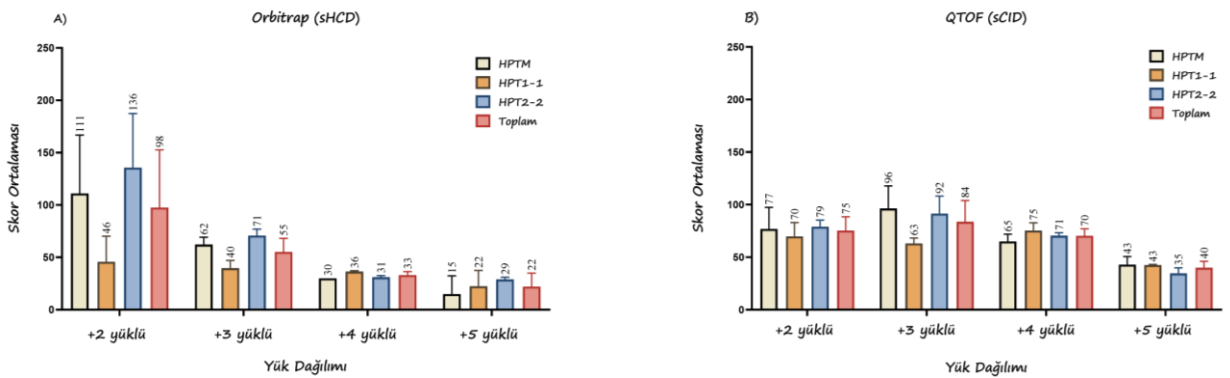 A)
Orbitrap (sHCD)
Skor Ortalaması
250
200
150
100
50
0
HPTM
HPT1-1
HPT2-2
Toplam
111
46
136
98
62
40
71
55
30
36
31
33
15
22
29
22
+2 yüklü
+3 yüklü
+4 yüklü
+5 yüklü
Yük Dağılımı
B)
QTOF (sCID)
Skor Ortalaması
250
200
150
100
50
0
HPTM
HPT1-1
HPT2-2
Toplam
77
70
79
75
96
63
92
84
65
75
71
70
43
43
35
40
+2 yüklü
+3 yüklü
+4 yüklü
+5 yüklü
Yük Dağılımı